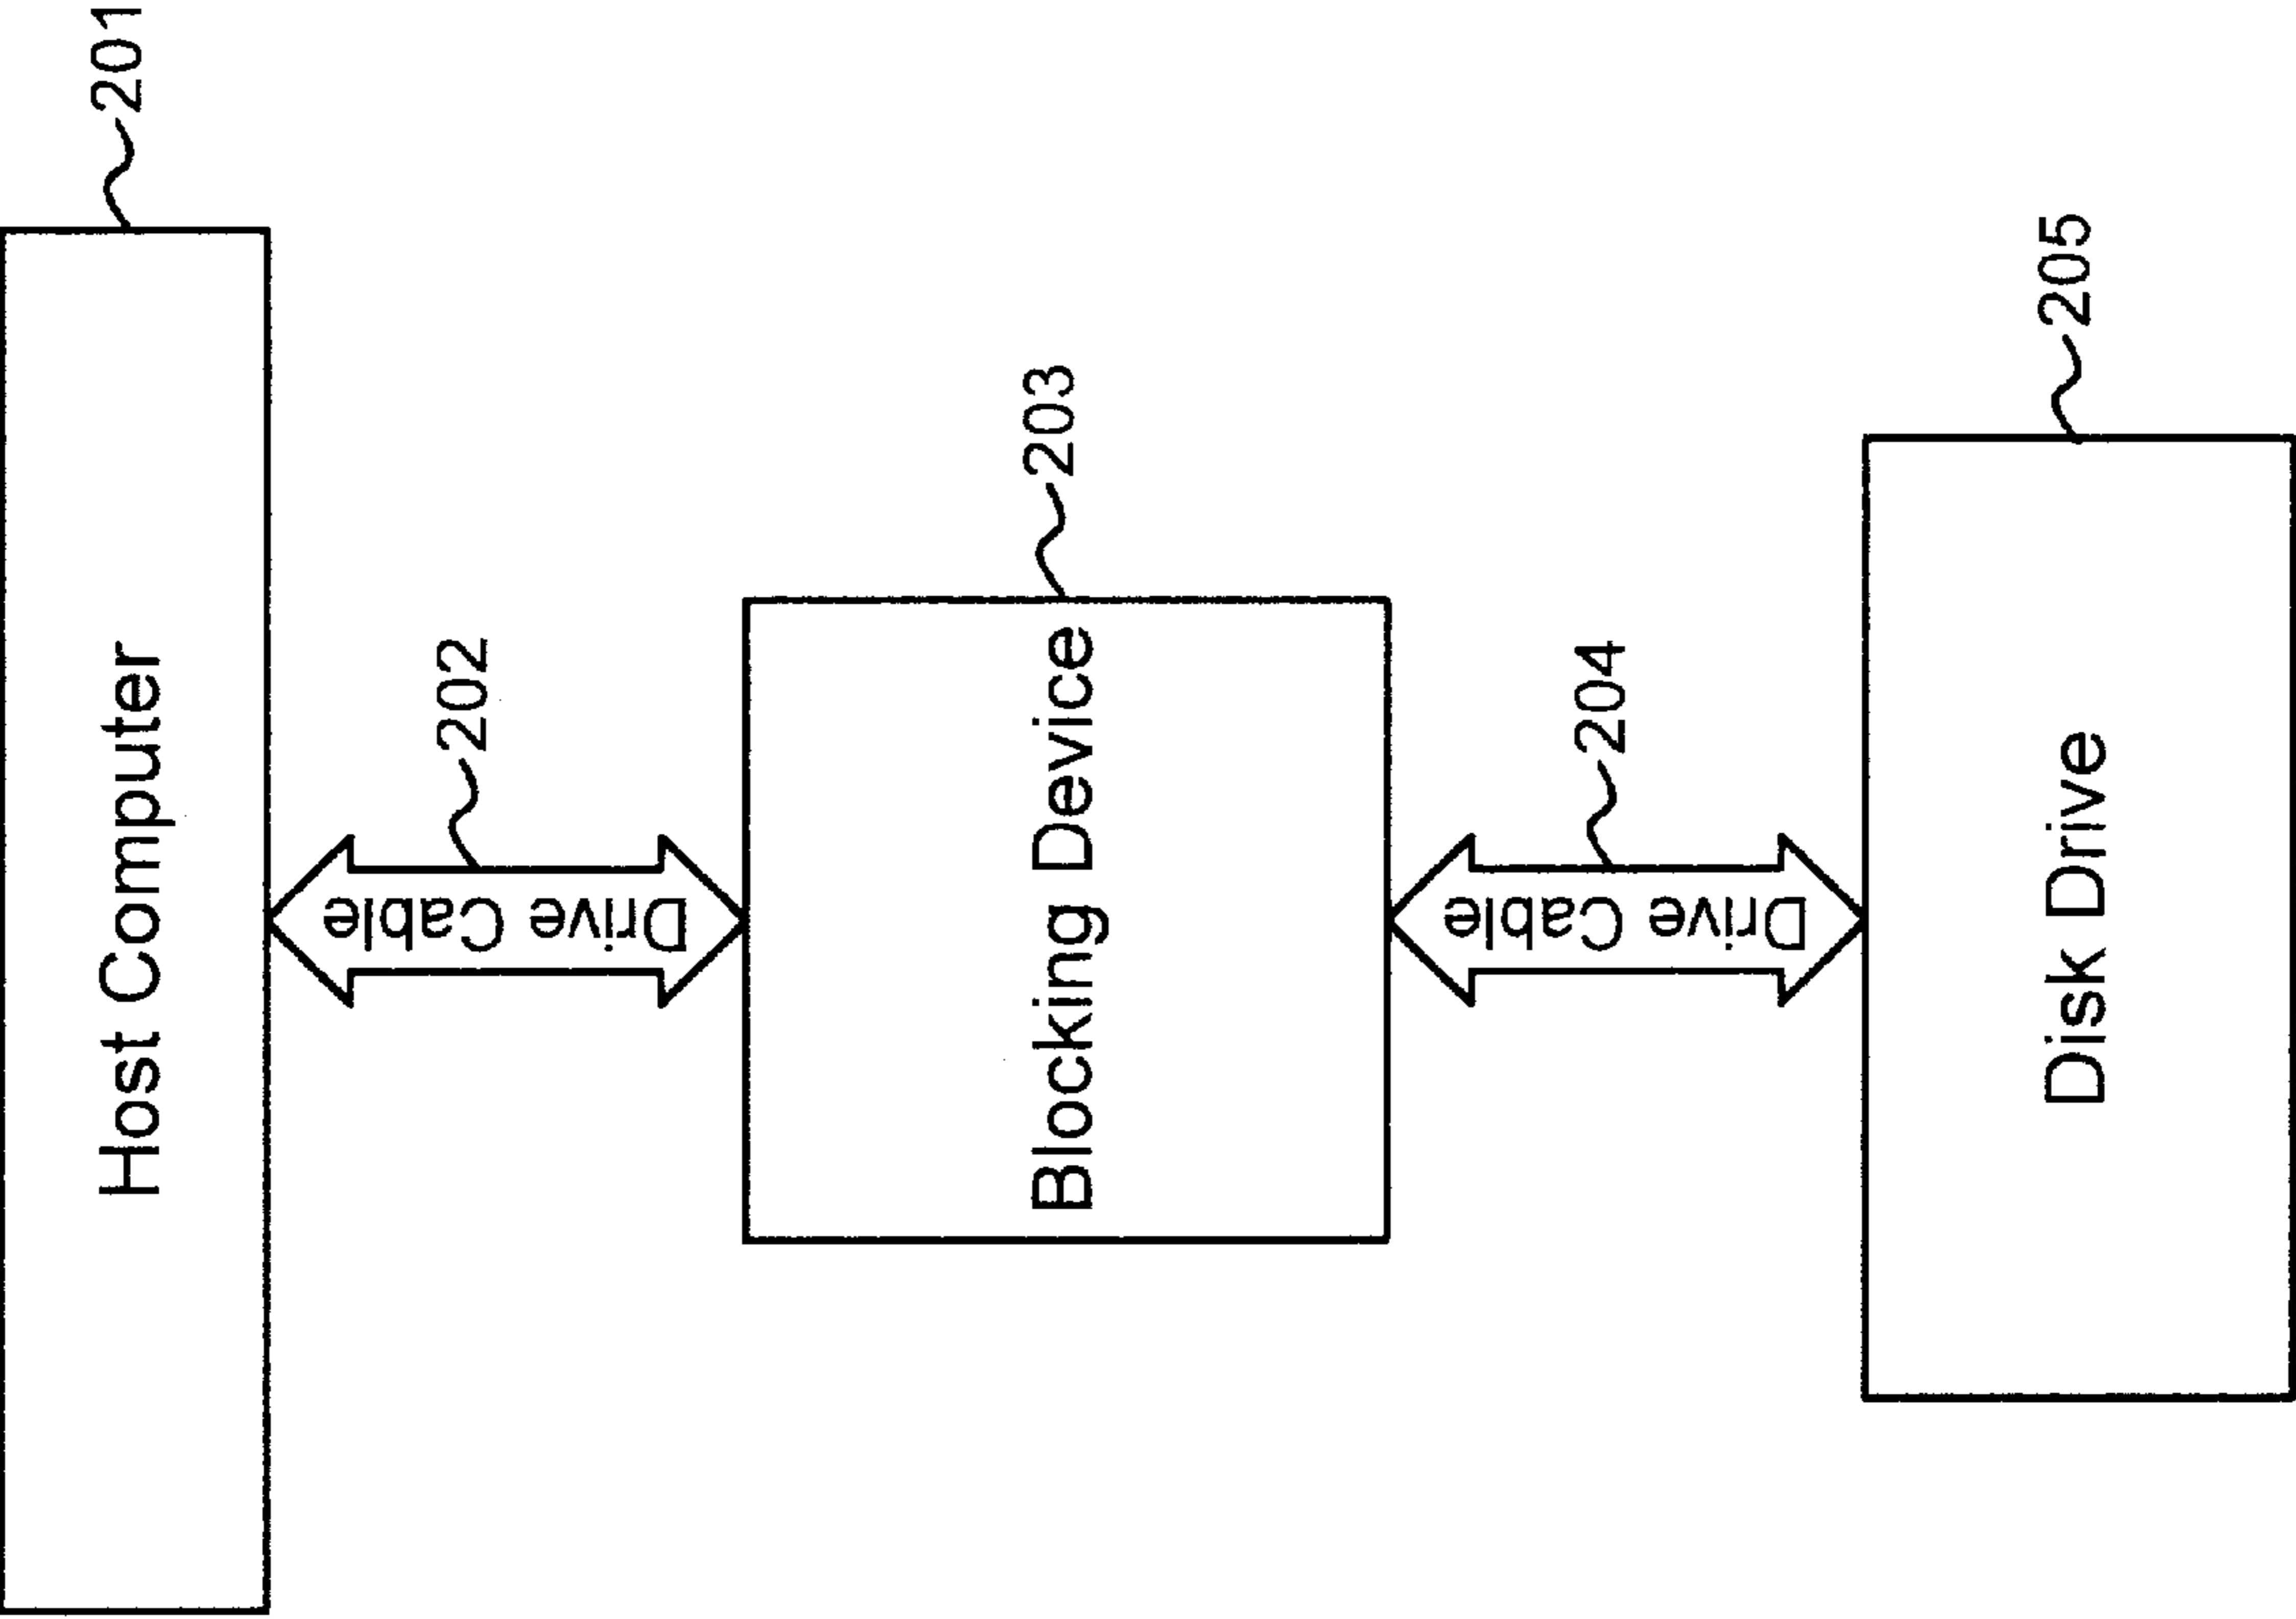 Host Computer
201
Drive Cable
202
Blocking Device
203
Drive Cable
204
Disk Drive
205